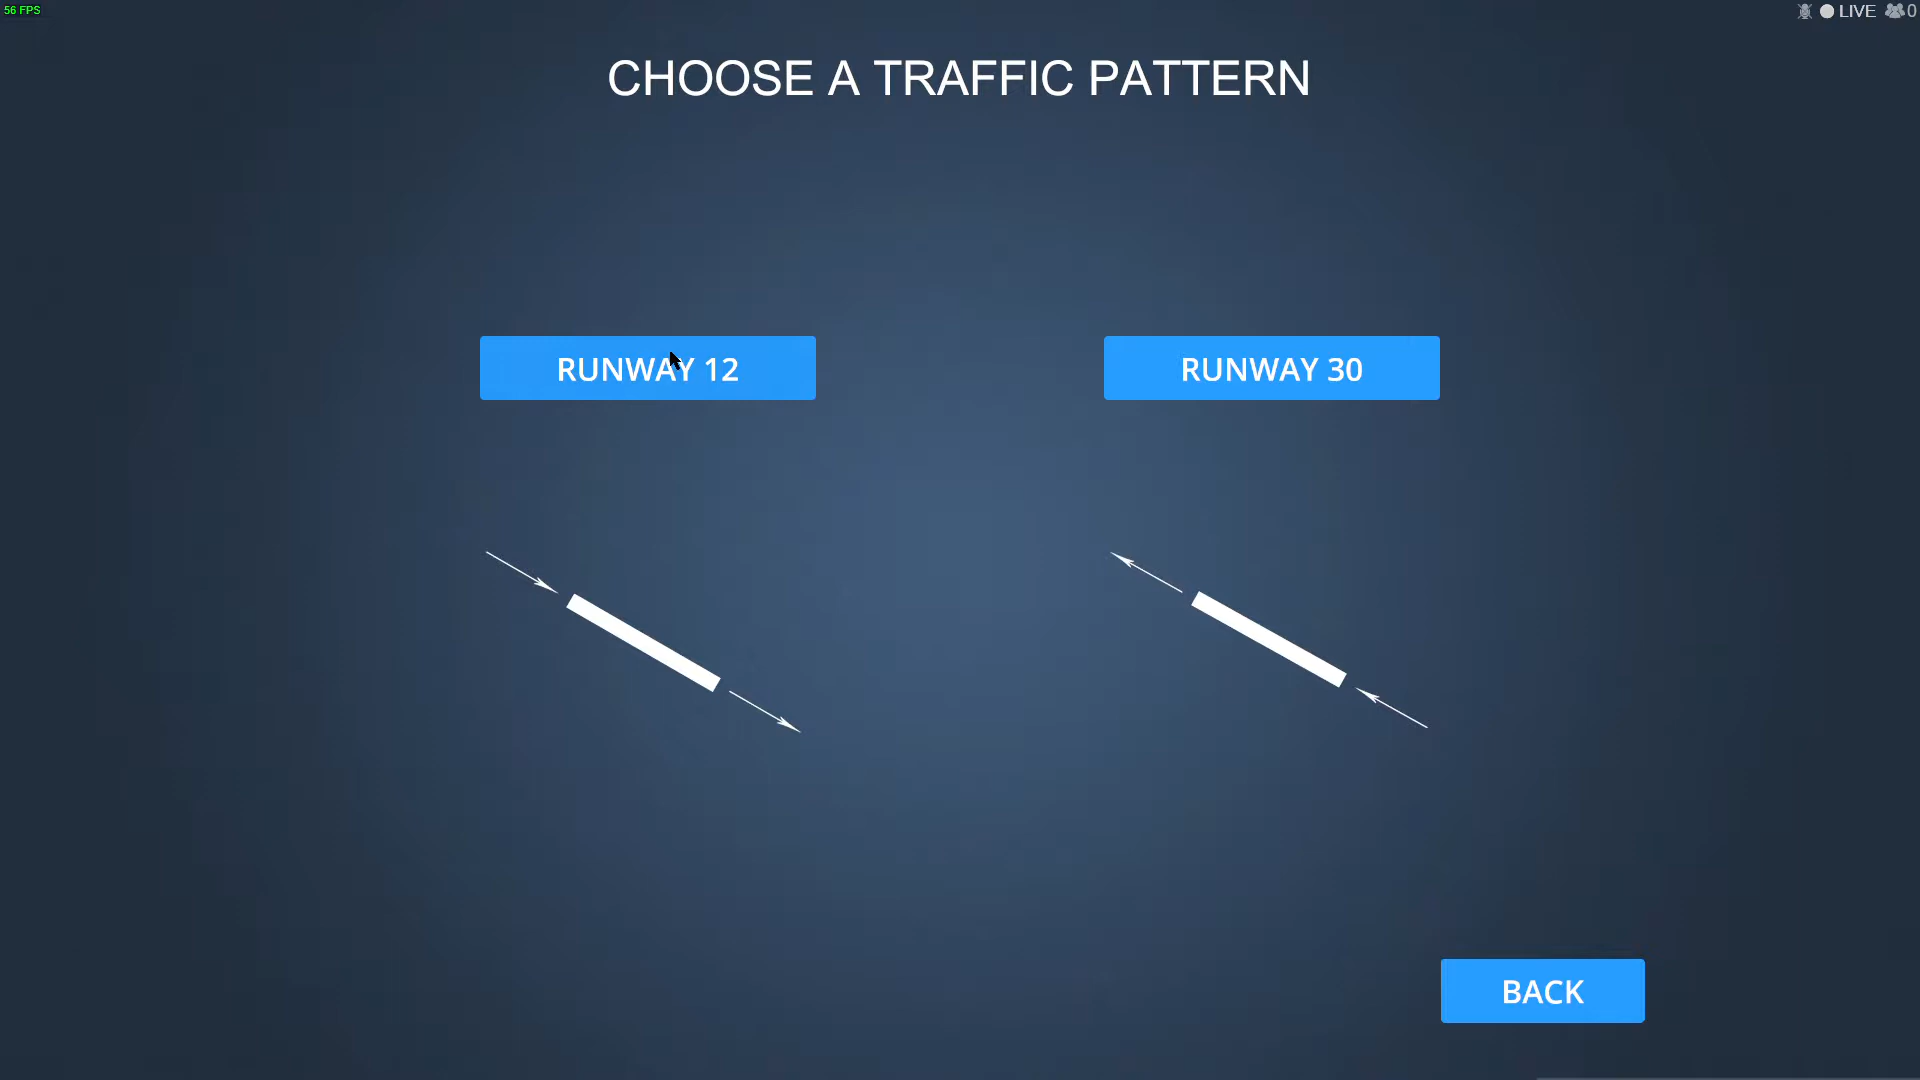 56 FPS
LIVE 0
CHOOSE A TRAFFIC PATTERN
RUNWAY 12
RUNWAY 30
BACK